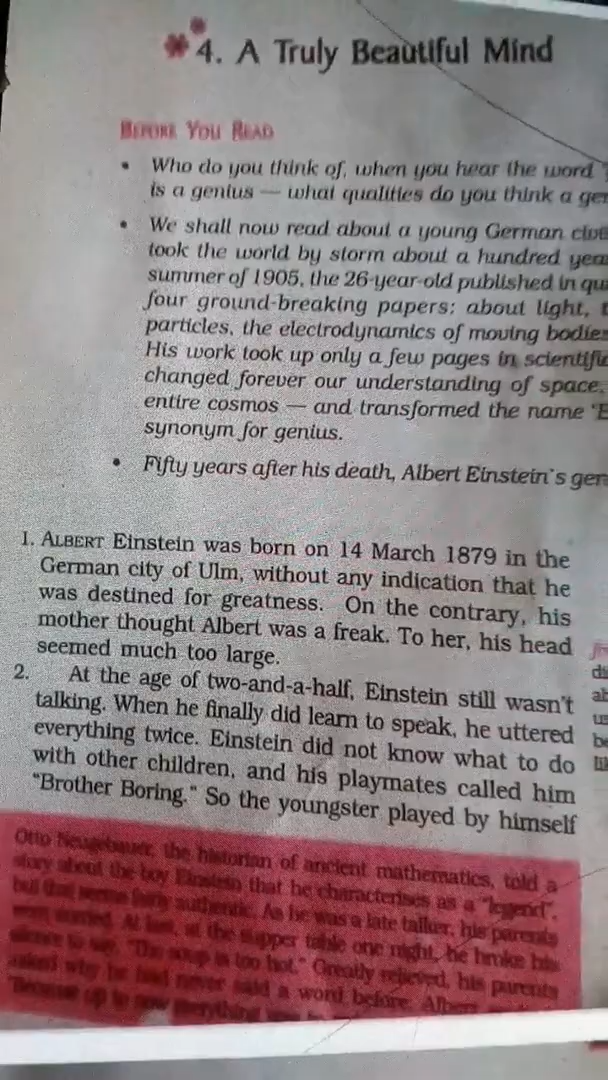 4. A Truly Beautiful Mind
BEFORE YOU READ
• Who do you think of, when you hear the word
is a genius — what qualities do you think a
• We shall now read about a young German
took the world by storm about a hundred
summer of 1905, the 26-year-old published in
four ground-breaking papers: about light,
particles, the electrodynamics of moving
His work took up only a few pages in
changed forever our understanding of space,
entire cosmos — and transformed the name 'E
synonym for genius.
• Fifty years after his death, Albert Einstein's
1. ALBERT Einstein was born on 14 March 1879 in the
German city of Ulm, without any indication that he
was destined for greatness. On the contrary, his
mother thought Albert was a freak. To her, his head
seemed much too large.
2. At the age of two-and-a-half, Einstein still wasn't
talking. When he finally did learn to speak, he uttered
everything twice. Einstein did not know what to do
with other children, and his playmates called him
"Brother Boring." So the youngster played by himself
Otto Neugebauer, the historian of ancient mathematics, told a
story about the boy Einstein that he characterises as a "legend",
but that seems fairly authentic. As he was a late talker, his parents
were worried. At last, at the supper table one night, he broke his
silence to say, "The soup is too hot." Greatly relieved, his parents
asked why he had never said a word before. Albert
"Because up to now everything